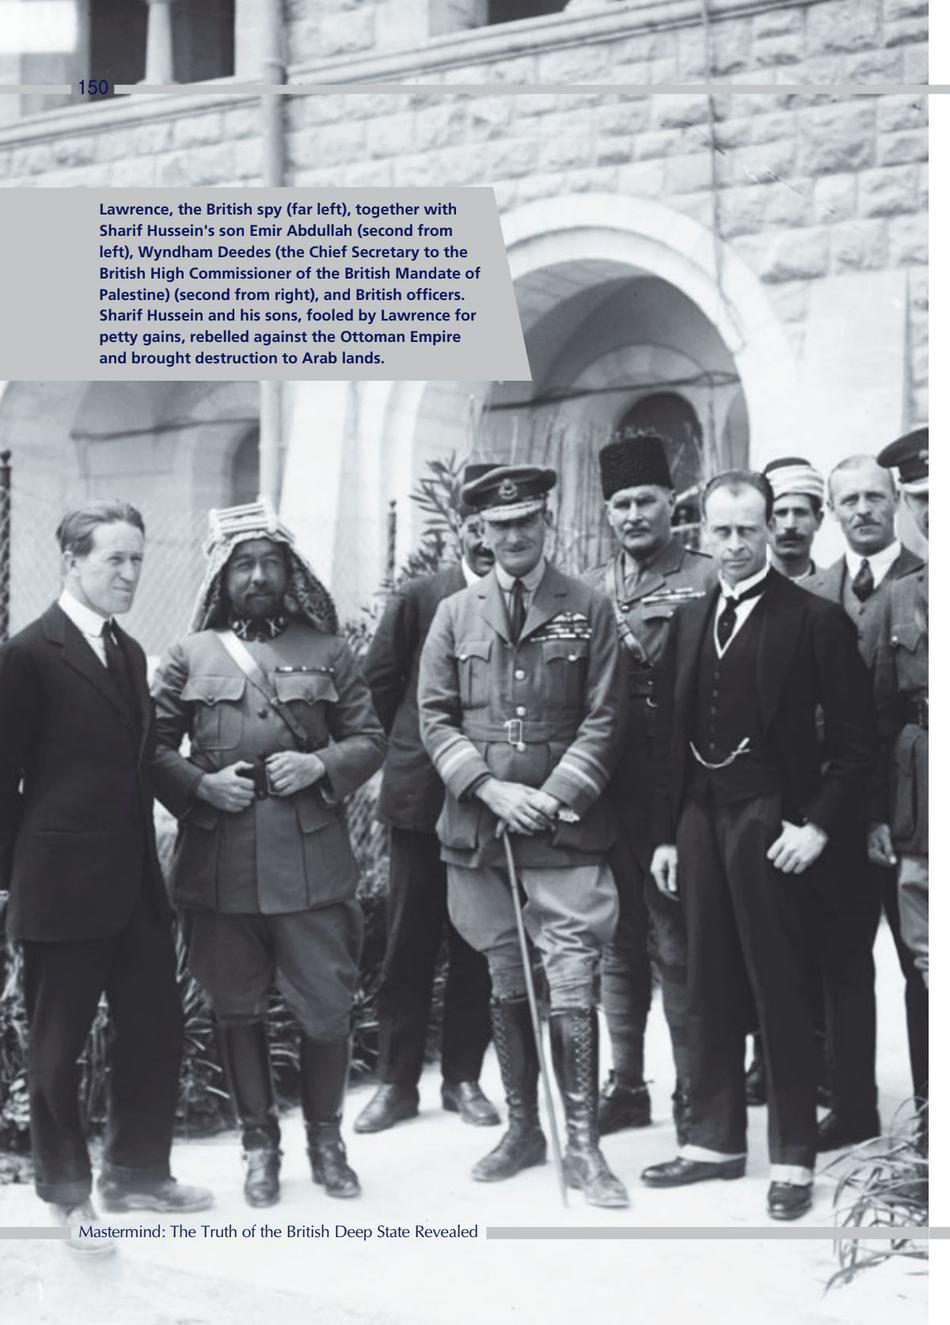 150
Lawrence, the British spy (far left), together with
Sharif Hussein's son Emir Abdullah (second from
left), Wyndham Deedes (the Chief Secretary to the
British High Commissioner of the British Mandate of
Palestine) (second from right), and British officers.
Sharif Hussein and his sons, fooled by Lawrence for
petty gains, rebelled against the Ottoman Empire
and brought destruction to Arab lands.
Mastermind: The Truth of the British Deep State Revealed